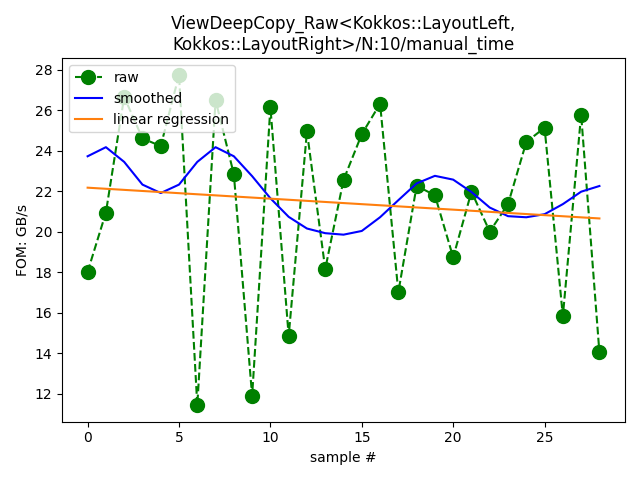 ViewDeepCopy_Raw<Kokkos::LayoutLeft,
Kokkos::LayoutRight>/N:10/manual_time
raw
smoothed
linear regression
FOM: GB/s
28
26
24
22
20
18
16
14
12
0 5 10 15 20 25
sample #